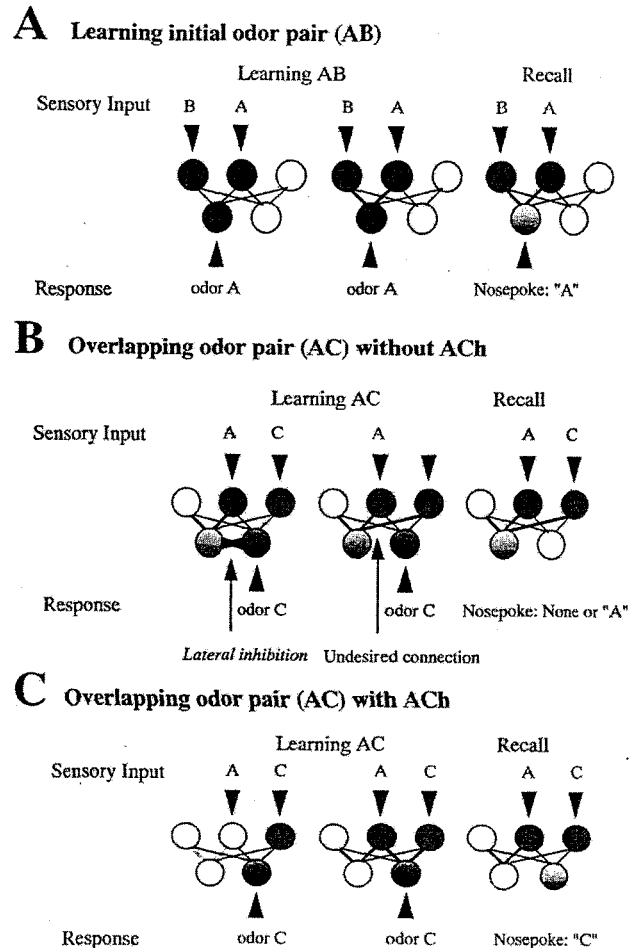 A Learning initial odor pair (AB)
Learning AB Recall
Sensory Input B A B A B A
Response odor A odor A Nosepoke: "A"
B Overlapping odor pair (AC) without ACh
Learning AC Recall
Sensory Input A C A A C
Response odor C odor C Nosepoke: None or "A"
Lateral inhibition Undesired connection
C Overlapping odor pair (AC) with ACh
Learning AC Recall
Sensory Input A C A C A C
Response odor C odor C Nosepoke: "C"